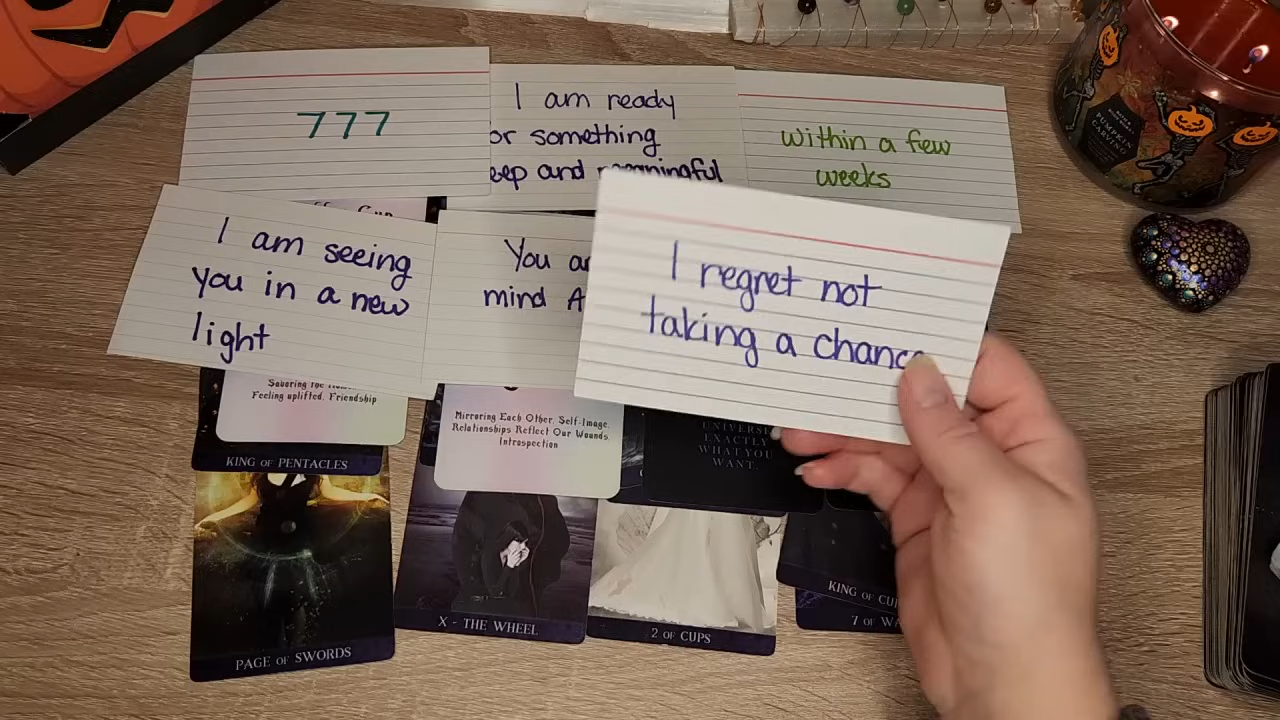 777
I am ready
or something
eep and meaningful
within a few
weeks
I am seeing
you in a new
light
You
mind
I regret not
taking a chance
PUMPKIN
CARVING
Feeling uplifted, Friendship
Mirroring Each Other, Self-Image,
Relationships Reflect Our Wounds,
Introspection
UNIVERSE
EXACTLY
WHAT YOU
WANT.
KING OF PENTACLES
PAGE OF SWORDS
X - THE WHEEL
2 OF CUPS
KING OF CU
7 OF WA